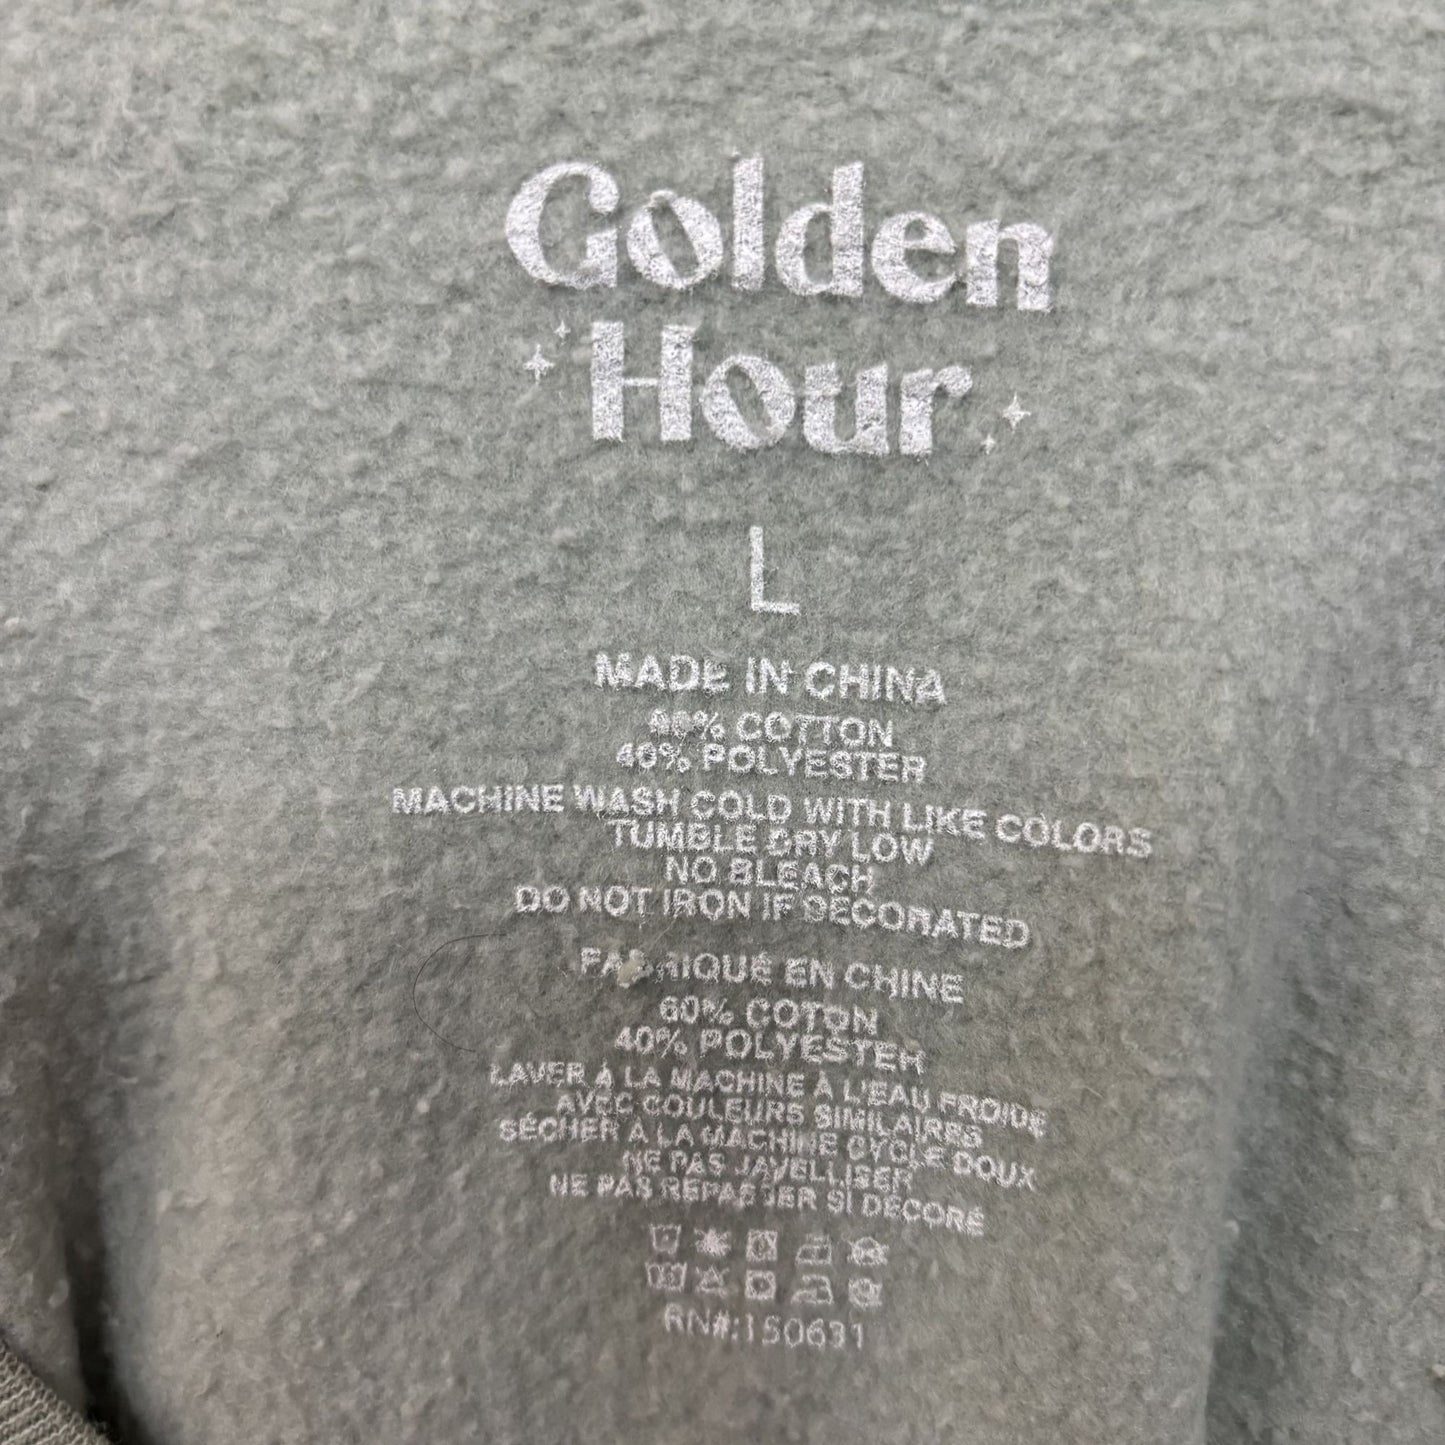 Golden
Hour
L
MADE IN CHINA
60% COTTON
40% POLYESTER
MACHINE WASH COLD WITH LIKE COLORS
TUMBLE DRY LOW
NO BLEACH
DO NOT IRON IF DECORATED
FABRIQUÉ EN CHINE
60% COTON
40% POLYESTER
LAVER À LA MACHINE À L'EAU FROIDE
AVEC COULEURS SIMILAIRES
SÉCHER À LA MACHINE CYCLE DOUX
NE PAS JAVELLISER
NE PAS REPASSER SI DÉCORÉ
RN#:150631